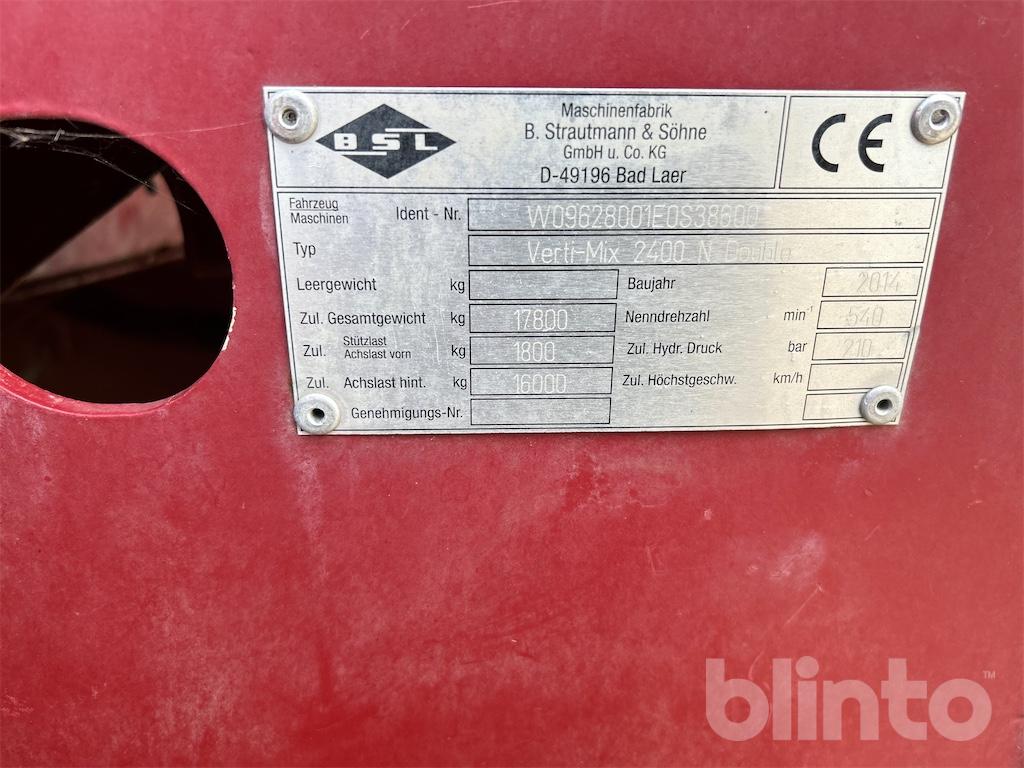 BSL
Maschinenfabrik
B. Strautmann & Söhne
GmbH u. Co. KG
D-49196 Bad Laer
CE
Fahrzeug
Maschinen
Ident - Nr. W09628001E0S38600
Typ Verti-Mix 2400 N Double
Leergewicht kg
Baujahr 2014
Zul. Gesamtgewicht kg 17800
Nenndrehzahl min⁻¹ 540
Zul. Stützlast
Achslast vorn kg 1800
Zul. Hydr. Druck bar 210
Zul. Achslast hint. kg 16000
Zul. Höchstgeschw. km/h
Genehmigungs-Nr.
blinto™